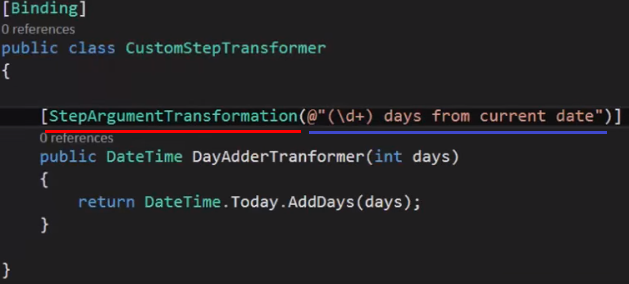 [Binding]
0 references
public class CustomStepTransformer
{
[StepArgumentTransformation(@"(\d+) days from current date")]
0 references
public DateTime DayAdderTranformer(int days)
{
return DateTime.Today.AddDays(days);
}
}